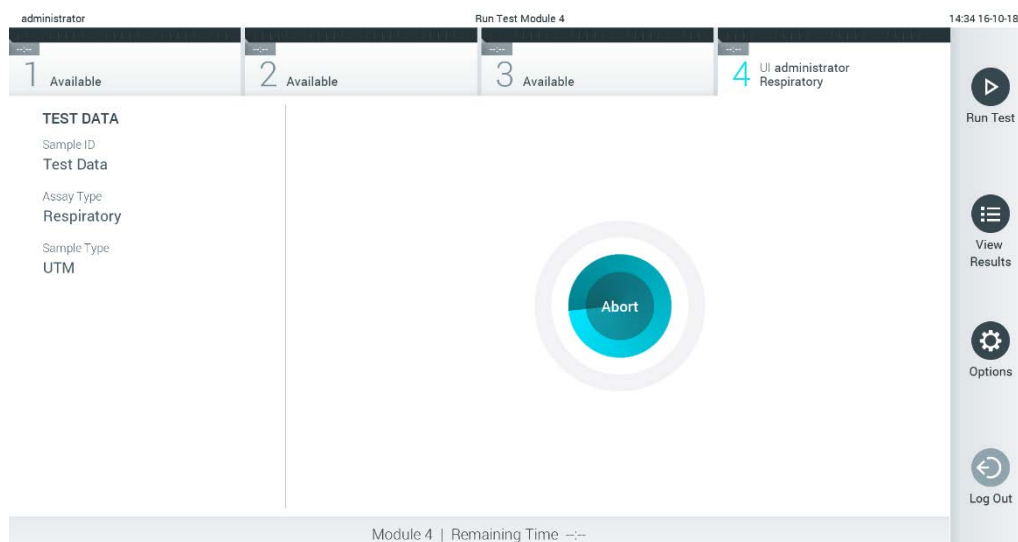 administrator
Run Test Module 4
14:34 16-10-18
--:--
1 Available
--:--
2 Available
--:--
3 Available
--:--
4 UI administrator
Respiratory
TEST DATA
Sample ID
Test Data
Assay Type
Respiratory
Sample Type
UTM
Abort
Run Test
View
Results
Options
Log Out
Module 4 | Remaining Time --:--